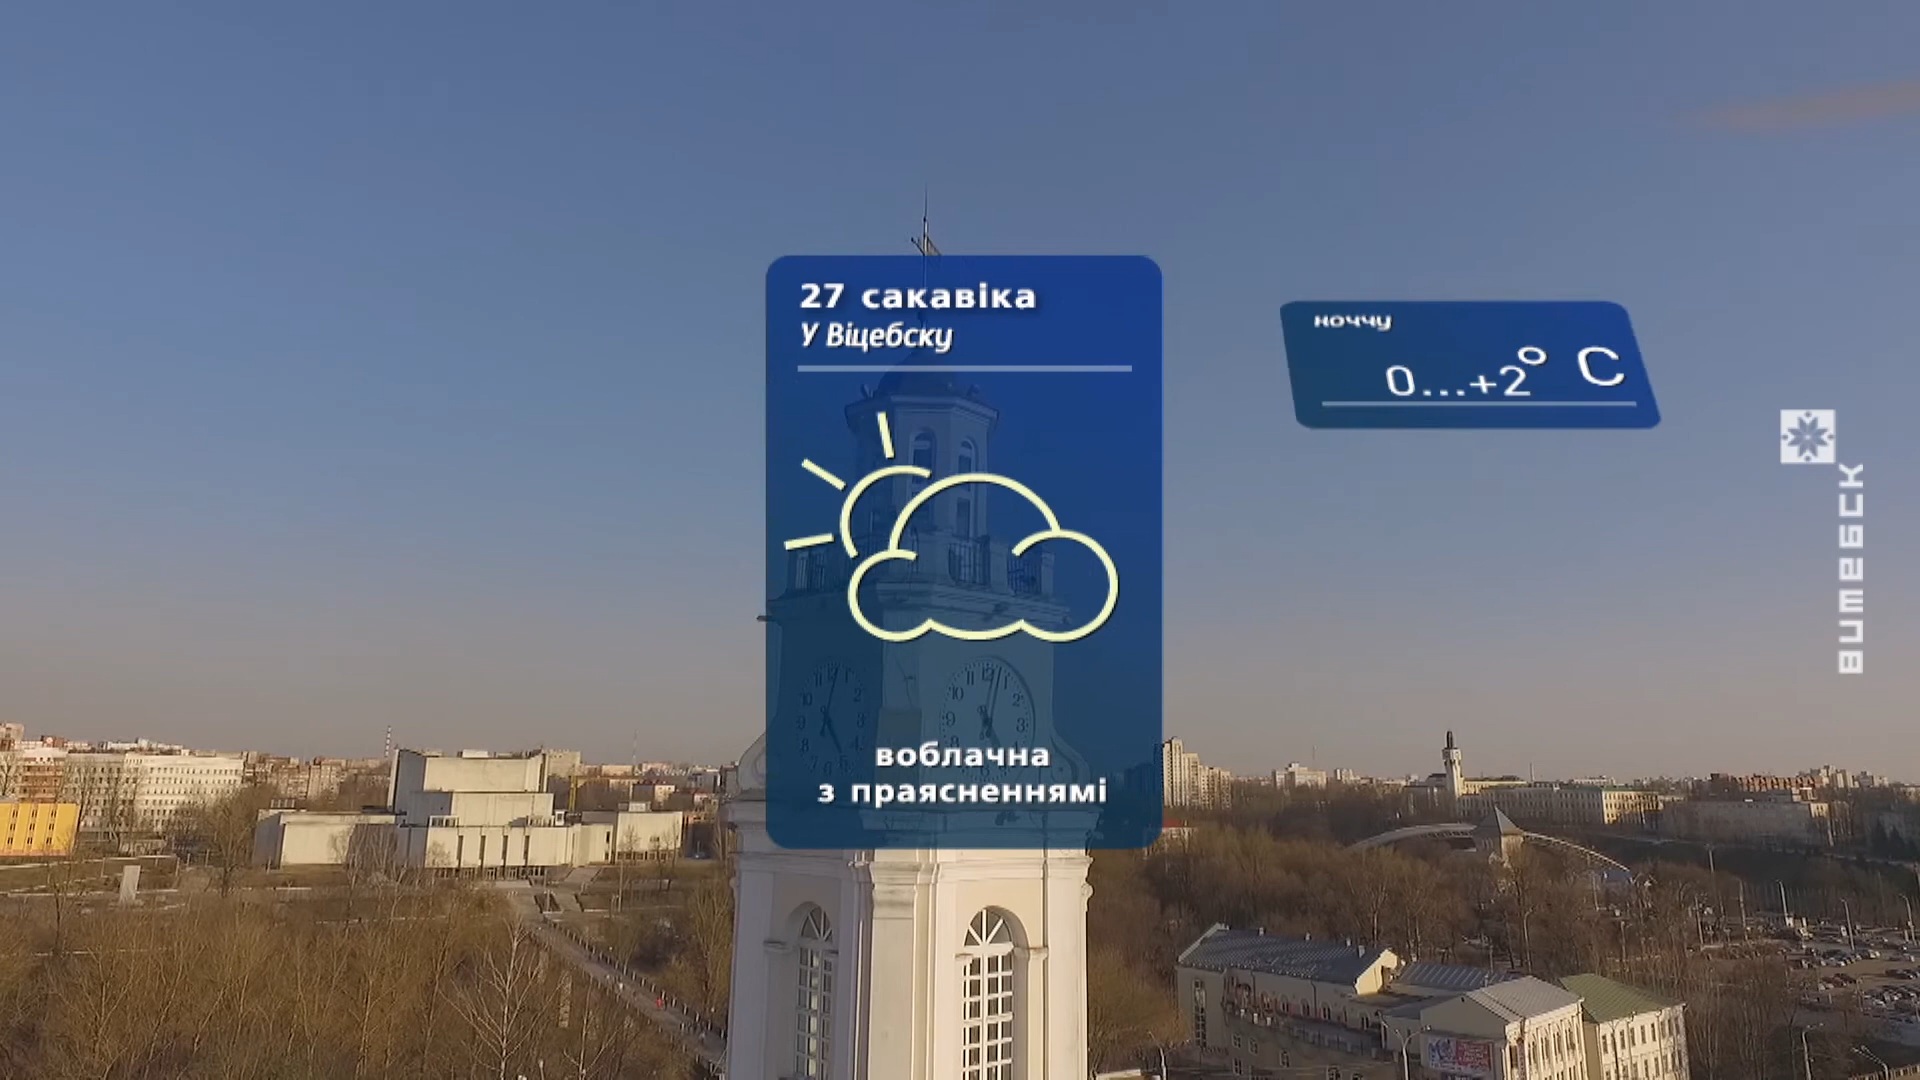 27 сакавіка
У Віцебску
воблачна
з праясненнямі
ноччу
0...+2° C
витебск